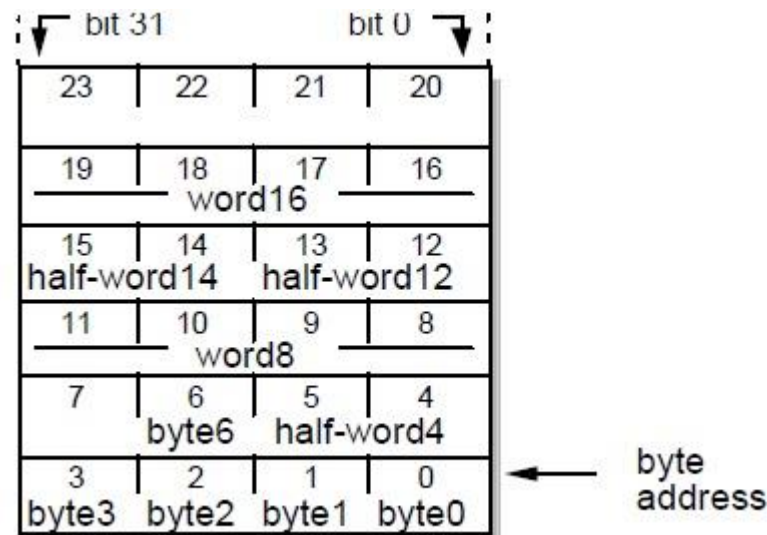 bit 31 bit 0
23 22 21 20
19 18 17 16
word16
15 14 13 12
half-word14 half-word12
11 10 9 8
word8
7 6 5 4
byte6 half-word4
byte
address
3 2 1 0
byte3 byte2 byte1 byte0